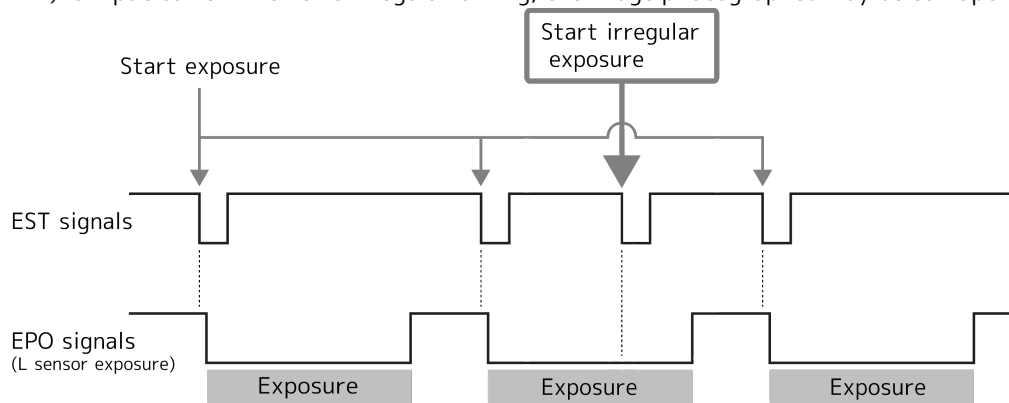 Start irregular
exposure
Start exposure
EST signals
EPO signals
(L sensor exposure)
Exposure
Exposure
Exposure